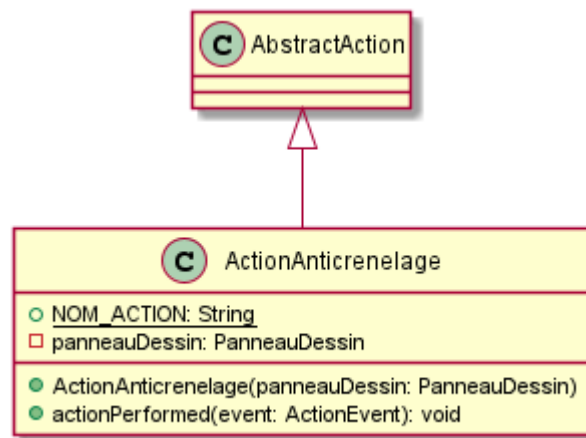 C AbstractAction
C ActionAnticrenelage
NOM_ACTION: String
panneauDessin: PanneauDessin
ActionAnticrenelage(panneauDessin: PanneauDessin)
actionPerformed(event: ActionEvent): void